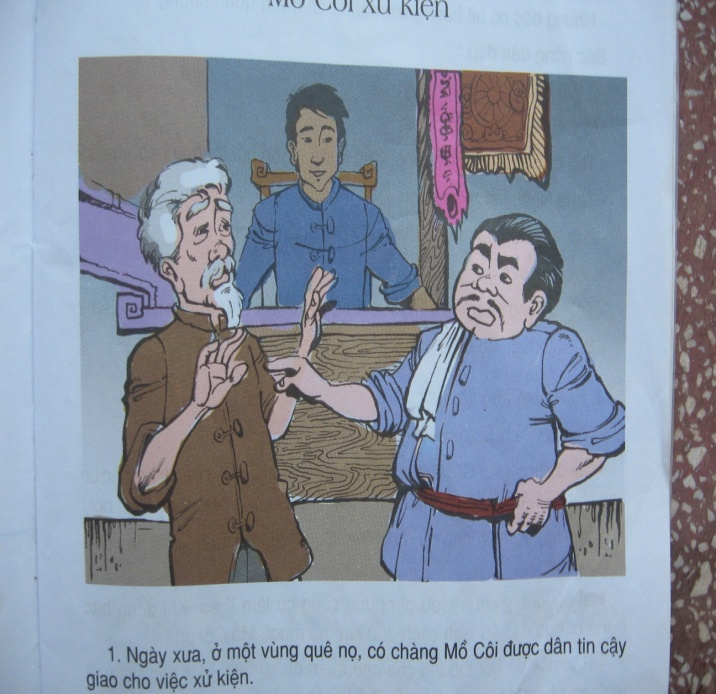 Mồ Côi xử kiện
1. Ngày xưa, ở một vùng quê nọ, có chàng Mồ Côi được dân tin cậy
giao cho việc xử kiện.